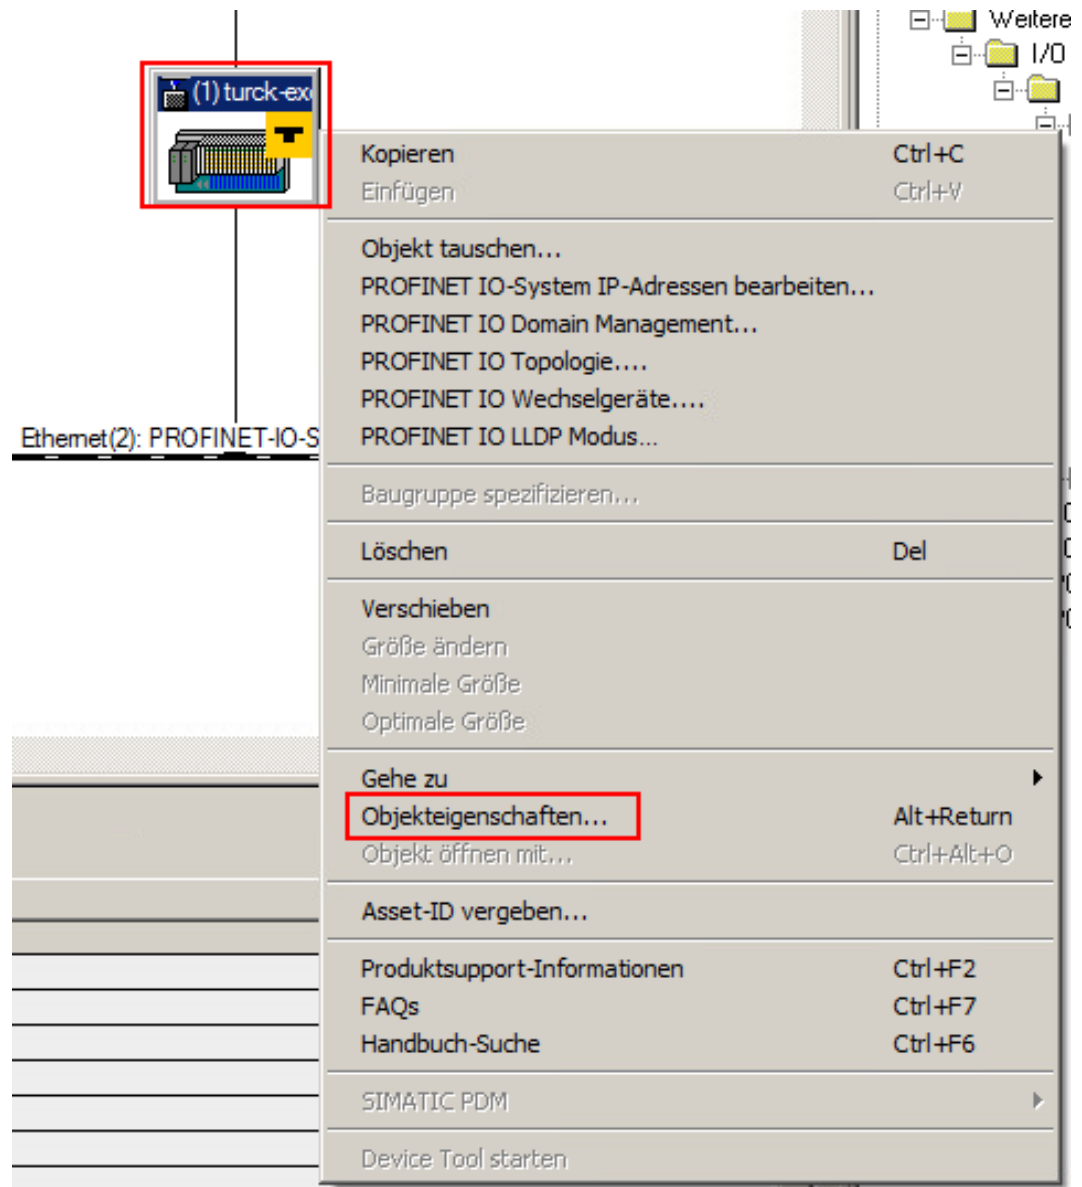 Weitere
I/O
(1) turck-ex
Kopieren Ctrl+C
Einfügen Ctrl+V
Objekt tauschen...
PROFINET IO-System IP-Adressen bearbeiten...
PROFINET IO Domain Management...
PROFINET IO Topologie....
PROFINET IO Wechselgeräte....
PROFINET IO LLDP Modus...
Ethernet(2): PROFINET-IO-S
Baugruppe spezifizieren...
Löschen Del
Verschieben
Größe ändern
Minimale Größe
Optimale Größe
Gehe zu
Objekteigenschaften... Alt+Return
Objekt öffnen mit... Ctrl+Alt+O
Asset-ID vergeben...
Produktsupport-Informationen Ctrl+F2
FAQs Ctrl+F7
Handbuch-Suche Ctrl+F6
SIMATIC PDM
Device Tool starten